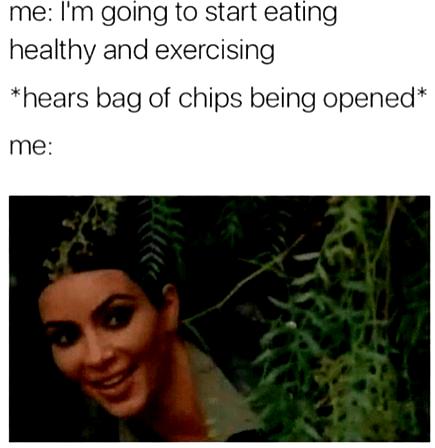 me: I'm going to start eating
healthy and exercising
*hears bag of chips being opened*
me: